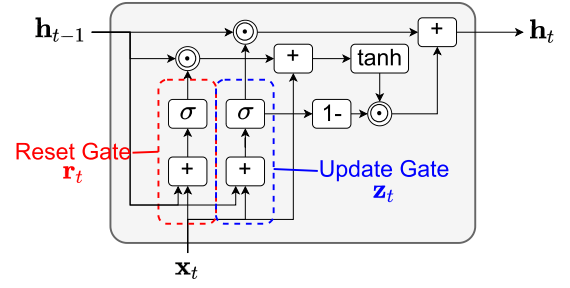 h_{t−1}
+
h_t
+
tanh
σ
σ
1-
Reset Gate
r_t
+
+
Update Gate
z_t
x_t